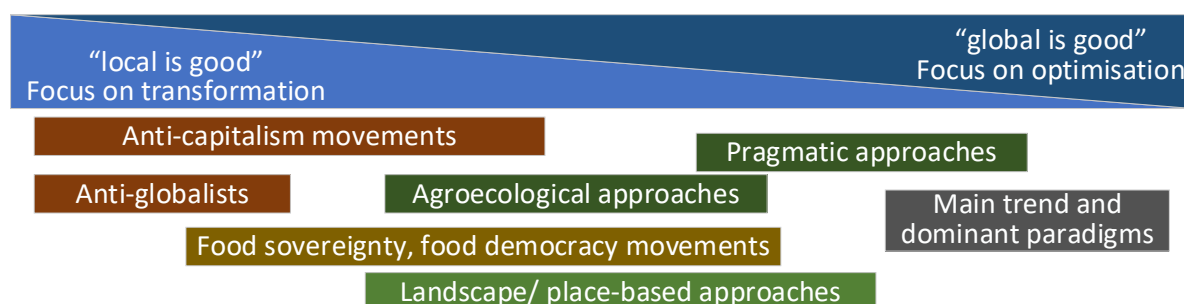 “local is good”
Focus on transformation
“global is good”
Focus on optimisation
Anti-capitalism movements
Pragmatic approaches
Anti-globalists
Agroecological approaches
Main trend and
dominant paradigms
Food sovereignty, food democracy movements
Landscape/ place-based approaches